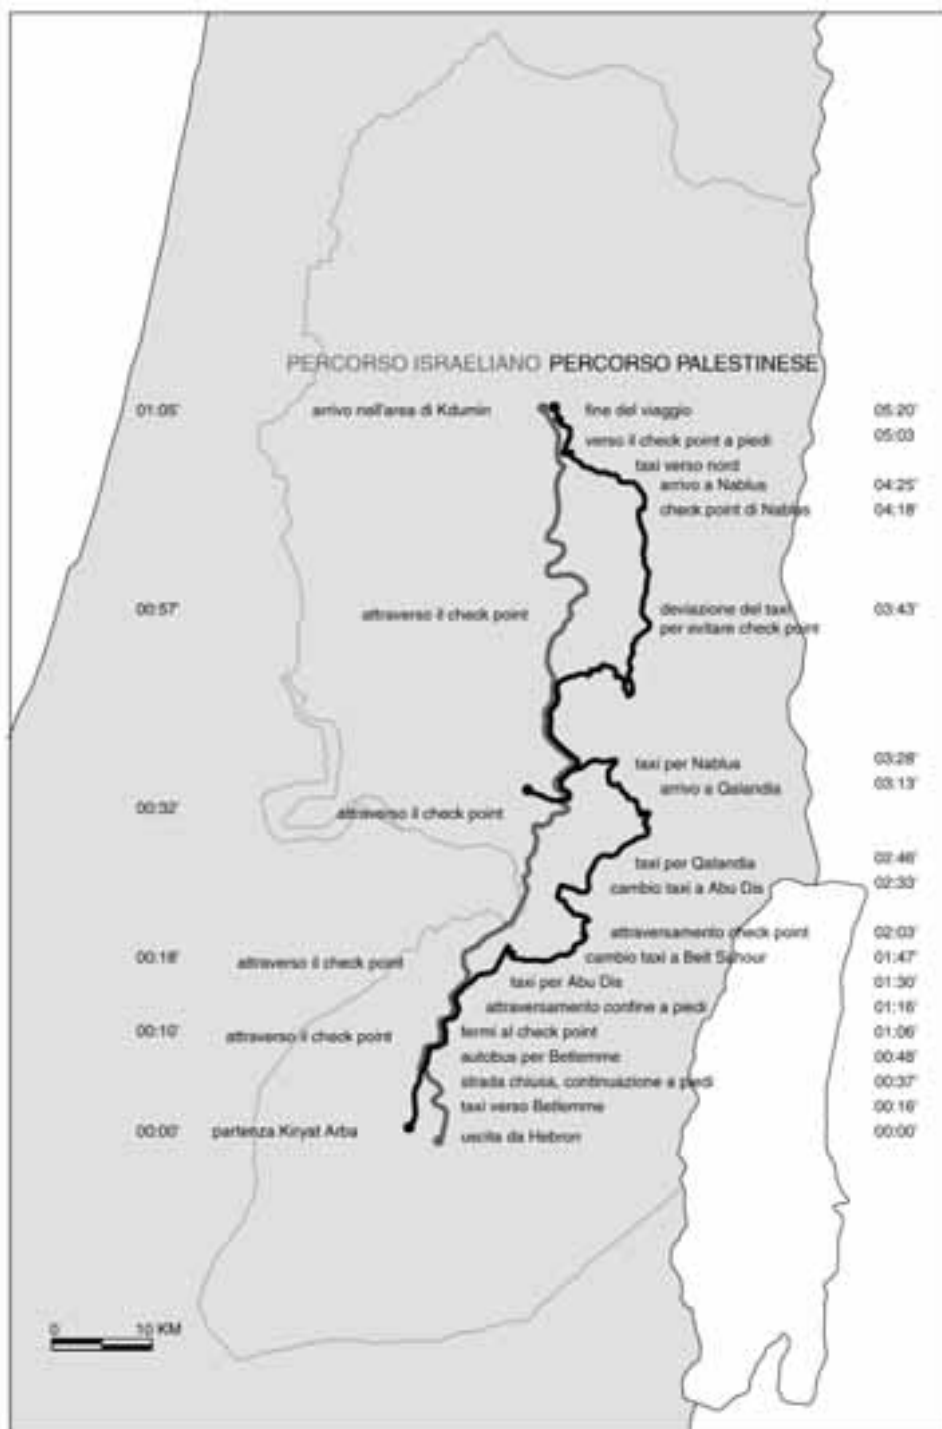 PERCORSO ISRAELIANO PERCORSO PALESTINESE
01:05' arrivo nell'area di Kdumin fine del viaggio 05:20'
verso il check point a piedi 05:03
taxi verso nord
arrivo a Nablus 04:25'
check point di Nablus 04:18'
00:57' attraverso il check point deviazione del taxi 03:43'
per evitare check point
taxi per Nablus 03:28'
arrivo a Qalandia 03:13'
00:32' attraverso il check point
taxi per Qalandia 02:46'
cambio taxi a Abu Dis 02:33'
attraversamento check point 02:03'
00:18' attraverso il check point cambio taxi a Beit Sahour 01:47'
taxi per Abu Dis 01:30'
attraversamento confine a piedi 01:16'
00:10' attraverso il check point fermi al check point 01:06'
autobus per Betlemme 00:48'
strada chiusa, continuazione a piedi 00:37'
taxi verso Betlemme 00:16'
00:00' partenza Kiryat Arba uscita da Hebron 00:00'
0 10 KM